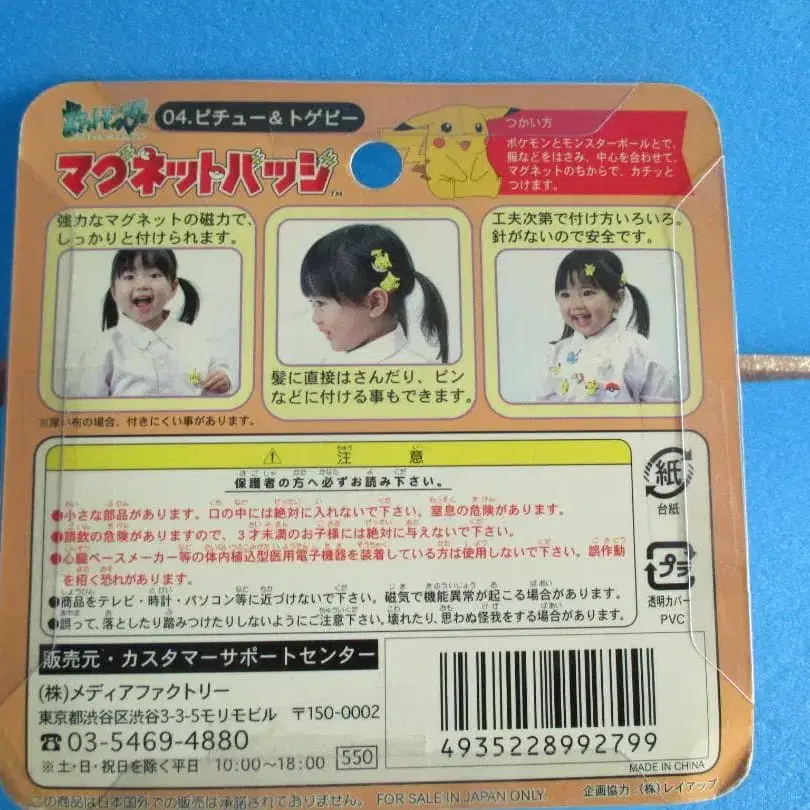 ポケットモンスター
04.ピチュー&トゲピー
マグネットバッジ™
つかい方
ポケモンとモンスターボールとで、
服などをはさみ、中心を合わせて、
マグネットのちからで、カチッと
つけます。
強力なマグネットの磁力で、
しっかりと付けられます。
髪に直接はさんだり、ピン
などに付ける事もできます。
工夫次第で付け方いろいろ。
針がないので安全です。
※厚い布の場合、付きにくい事があります。
⚠ 注意
保護者の方へ必ずお読み下さい。
●小さな部品があります。口の中には絶対に入れないで下さい。窒息の危険があります。
●誤飲の危険がありますので、3才未満のお子様には絶対に与えないで下さい。
●心臓ペースメーカー等の体内植込型医用電子機器を装着している方は使用しないで下さい。誤作動
を招く恐れがあります。
●商品をテレビ・時計・パソコン等に近づけないで下さい。磁気で機能異常が起こる場合があります。
●誤って、落としたり踏みつけたりしないようにご注意下さい。壊れたり、思わぬ怪我をする場合があります。
紙
台紙
プラ
透明カバー
PVC
販売元・カスタマーサポートセンター
(株)メディアファクトリー
東京都渋谷区渋谷3-3-5モリモビル 〒150-0002
☎03-5469-4880
※土・日・祝日を除く平日 10:00~18:00 550
4935228992799
MADE IN CHINA
この商品は日本国外での販売は承諾されておりません。 FOR SALE IN JAPAN ONLY.
企画協力:(株)レイアップ